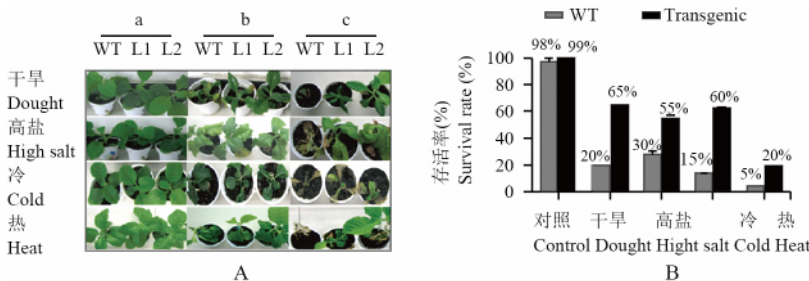 a b c
WT L1 L2 WT L1 L2 WT L1 L2
干旱
Dought
高盐
High salt
冷
Cold
热
Heat
A
WT Transgenic
存活率(%)
Survival rate (%)
100
80
60
40
20
0
98% 99%
20% 65%
30% 55%
15% 60%
5% 20%
对照 干旱 高盐 冷 热
Control Dought Hight salt Cold Heat
B